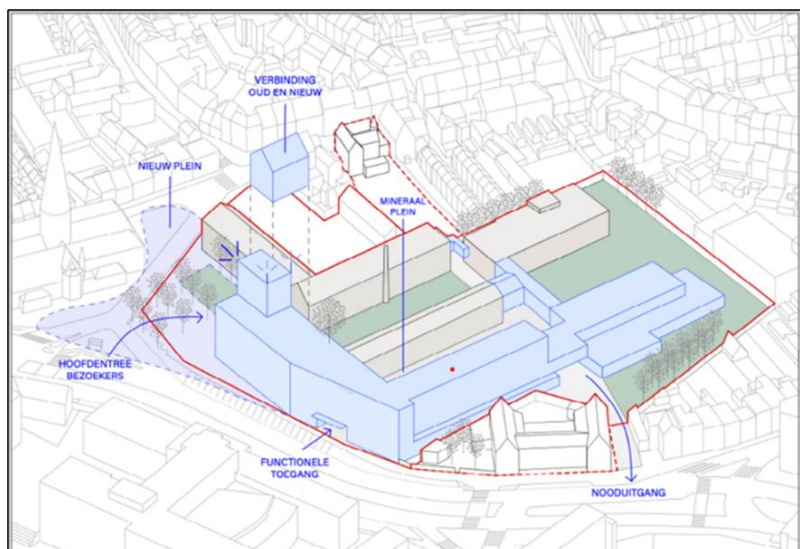 VERBINDING
OUD EN NIEUW
NIEUW PLEIN
MINERAAL
PLEIN
HOOFDENTREE
BEZOEKERS
FUNCTIONELE
TOEGANG
NOODUITGANG